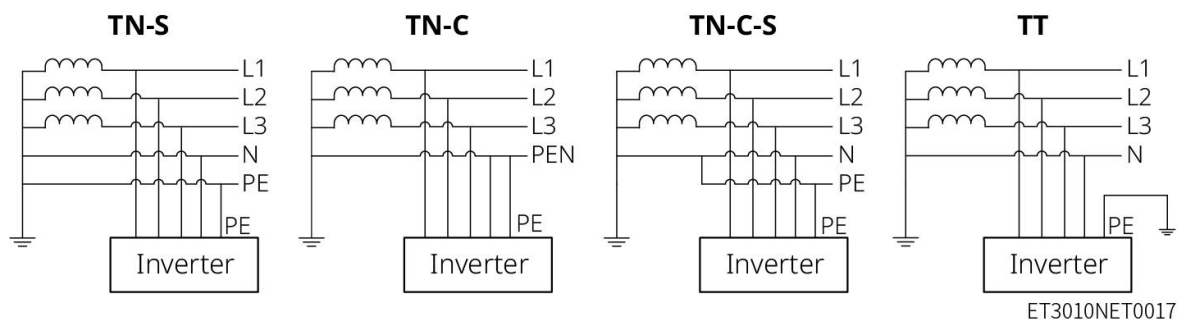 TN-S TN-C TN-C-S TT
L1 L1 L1 L1
L2 L2 L2 L2
L3 L3 L3 L3
N PEN N N
PE PE
PE PE PE PE
Inverter Inverter Inverter Inverter
ET3010NET0017